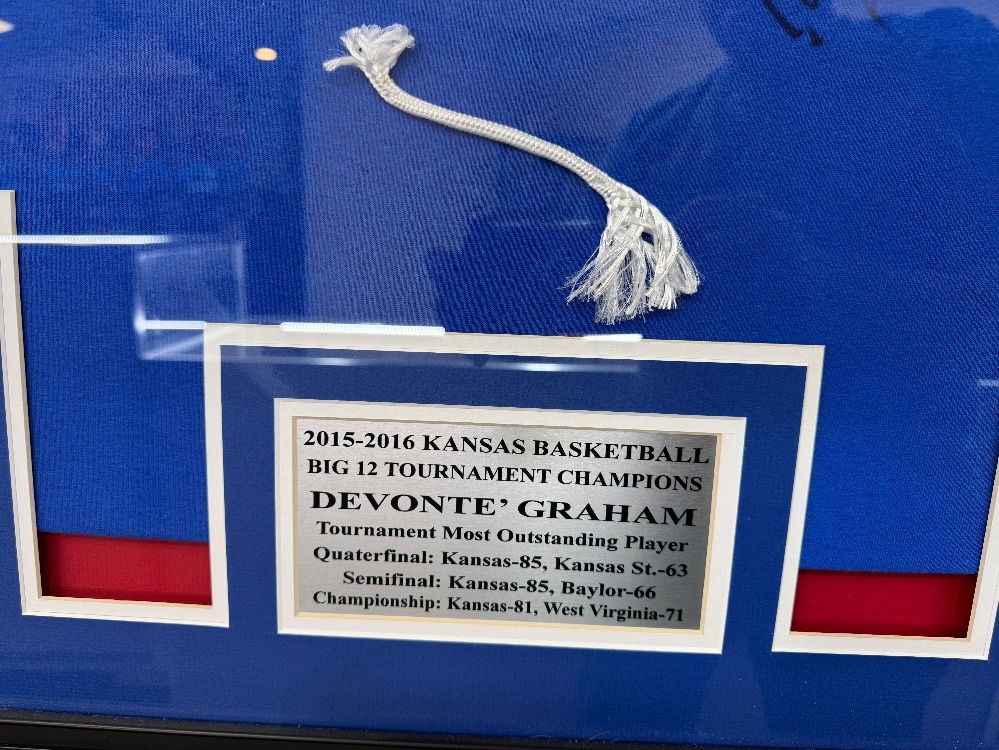 2015-2016 KANSAS BASKETBALL
BIG 12 TOURNAMENT CHAMPIONS
DEVONTE’ GRAHAM
Tournament Most Outstanding Player
Quaterfinal: Kansas-85, Kansas St.-63
Semifinal: Kansas-85, Baylor-66
Championship: Kansas-81, West Virginia-71